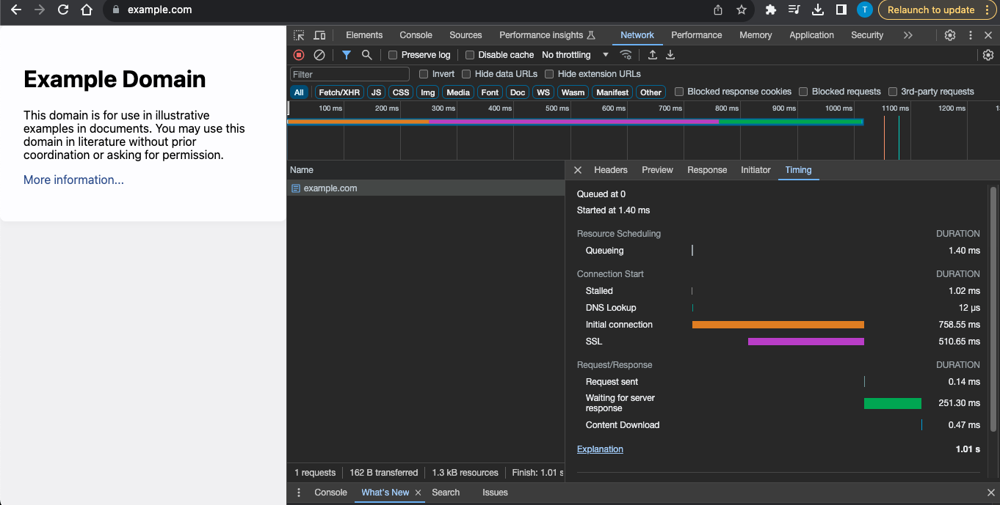 example.com
T
Relaunch to update
Example Domain
This domain is for use in illustrative
examples in documents. You may use this
domain in literature without prior
coordination or asking for permission.
More information...
Elements Console Sources Performance insights Network Performance Memory Application Security
Preserve log Disable cache No throttling
Filter Invert Hide data URLs Hide extension URLs
All Fetch/XHR JS CSS Img Media Font Doc WS Wasm Manifest Other Blocked response cookies Blocked requests 3rd-party requests
100 ms 200 ms 300 ms 400 ms 500 ms 600 ms 700 ms 800 ms 900 ms 1000 ms 1100 ms 1200 ms
Name
example.com
Headers Preview Response Initiator Timing
Queued at 0
Started at 1.40 ms
Resource Scheduling DURATION
Queueing 1.40 ms
Connection Start DURATION
Stalled 1.02 ms
DNS Lookup 12 μs
Initial connection 758.55 ms
SSL 510.65 ms
Request/Response DURATION
Request sent 0.14 ms
Waiting for server
response 251.30 ms
Content Download 0.47 ms
Explanation 1.01 s
1 requests 162 B transferred 1.3 kB resources Finish: 1.01 s
Console What's New Search Issues